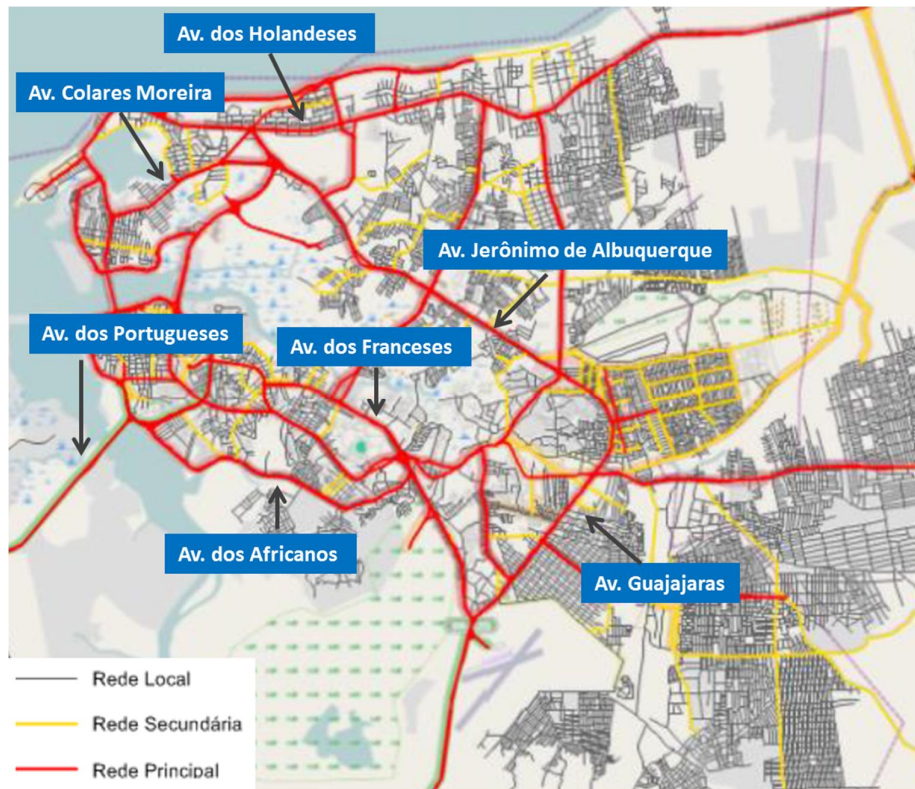 Av. dos Holandeses
Av. Colares Moreira
Av. Jerônimo de Albuquerque
Av. dos Portugueses
Av. dos Franceses
Av. dos Africanos
Av. Guajajaras
Rede Local
Rede Secundária
Rede Principal